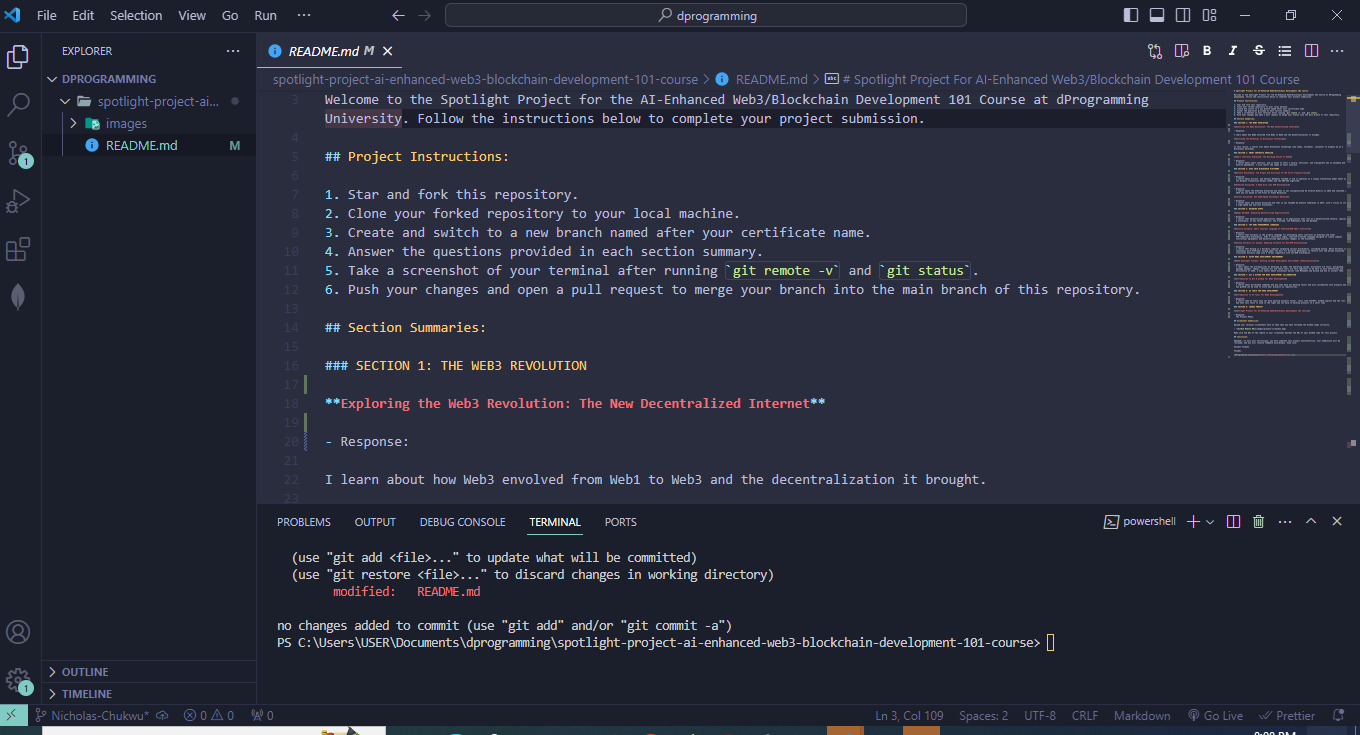 File Edit Selection View Go Run ··· dprogramming
EXPLORER ···
README.md M
DPROGRAMMING
spotlight-project-ai-enhanced-web3-blockchain-development-101-course > README.md > # Spotlight Project For AI-Enhanced Web3/Blockchain Development 101 Course
spotlight-project-ai...
images
README.md M
3 Welcome to the Spotlight Project for the AI-Enhanced Web3/Blockchain Development 101 Course at dProgramming
University. Follow the instructions below to complete your project submission.
4
5 ## Project Instructions:
6
7 1. Star and fork this repository.
8 2. Clone your forked repository to your local machine.
9 3. Create and switch to a new branch named after your certificate name.
10 4. Answer the questions provided in each section summary.
11 5. Take a screenshot of your terminal after running `git remote -v` and `git status`.
12 6. Push your changes and open a pull request to merge your branch into the main branch of this repository.
13
14 ## Section Summaries:
15
16 ### SECTION 1: THE WEB3 REVOLUTION
17
18 **Exploring the Web3 Revolution: The New Decentralized Internet**
19
20 - Response:
21
22 I learn about how Web3 envolved from Web1 to Web3 and the decentralization it brought.
23
PROBLEMS OUTPUT DEBUG CONSOLE TERMINAL PORTS powershell
(use "git add <file>..." to update what will be committed)
(use "git restore <file>..." to discard changes in working directory)
modified: README.md
no changes added to commit (use "git add" and/or "git commit -a")
PS C:\Users\USER\Documents\dprogramming\spotlight-project-ai-enhanced-web3-blockchain-development-101-course>
1
1
OUTLINE
TIMELINE
Nicholas-Chukwu* 0 0 0 Ln 3, Col 109 Spaces: 2 UTF-8 CRLF Markdown Go Live Prettier